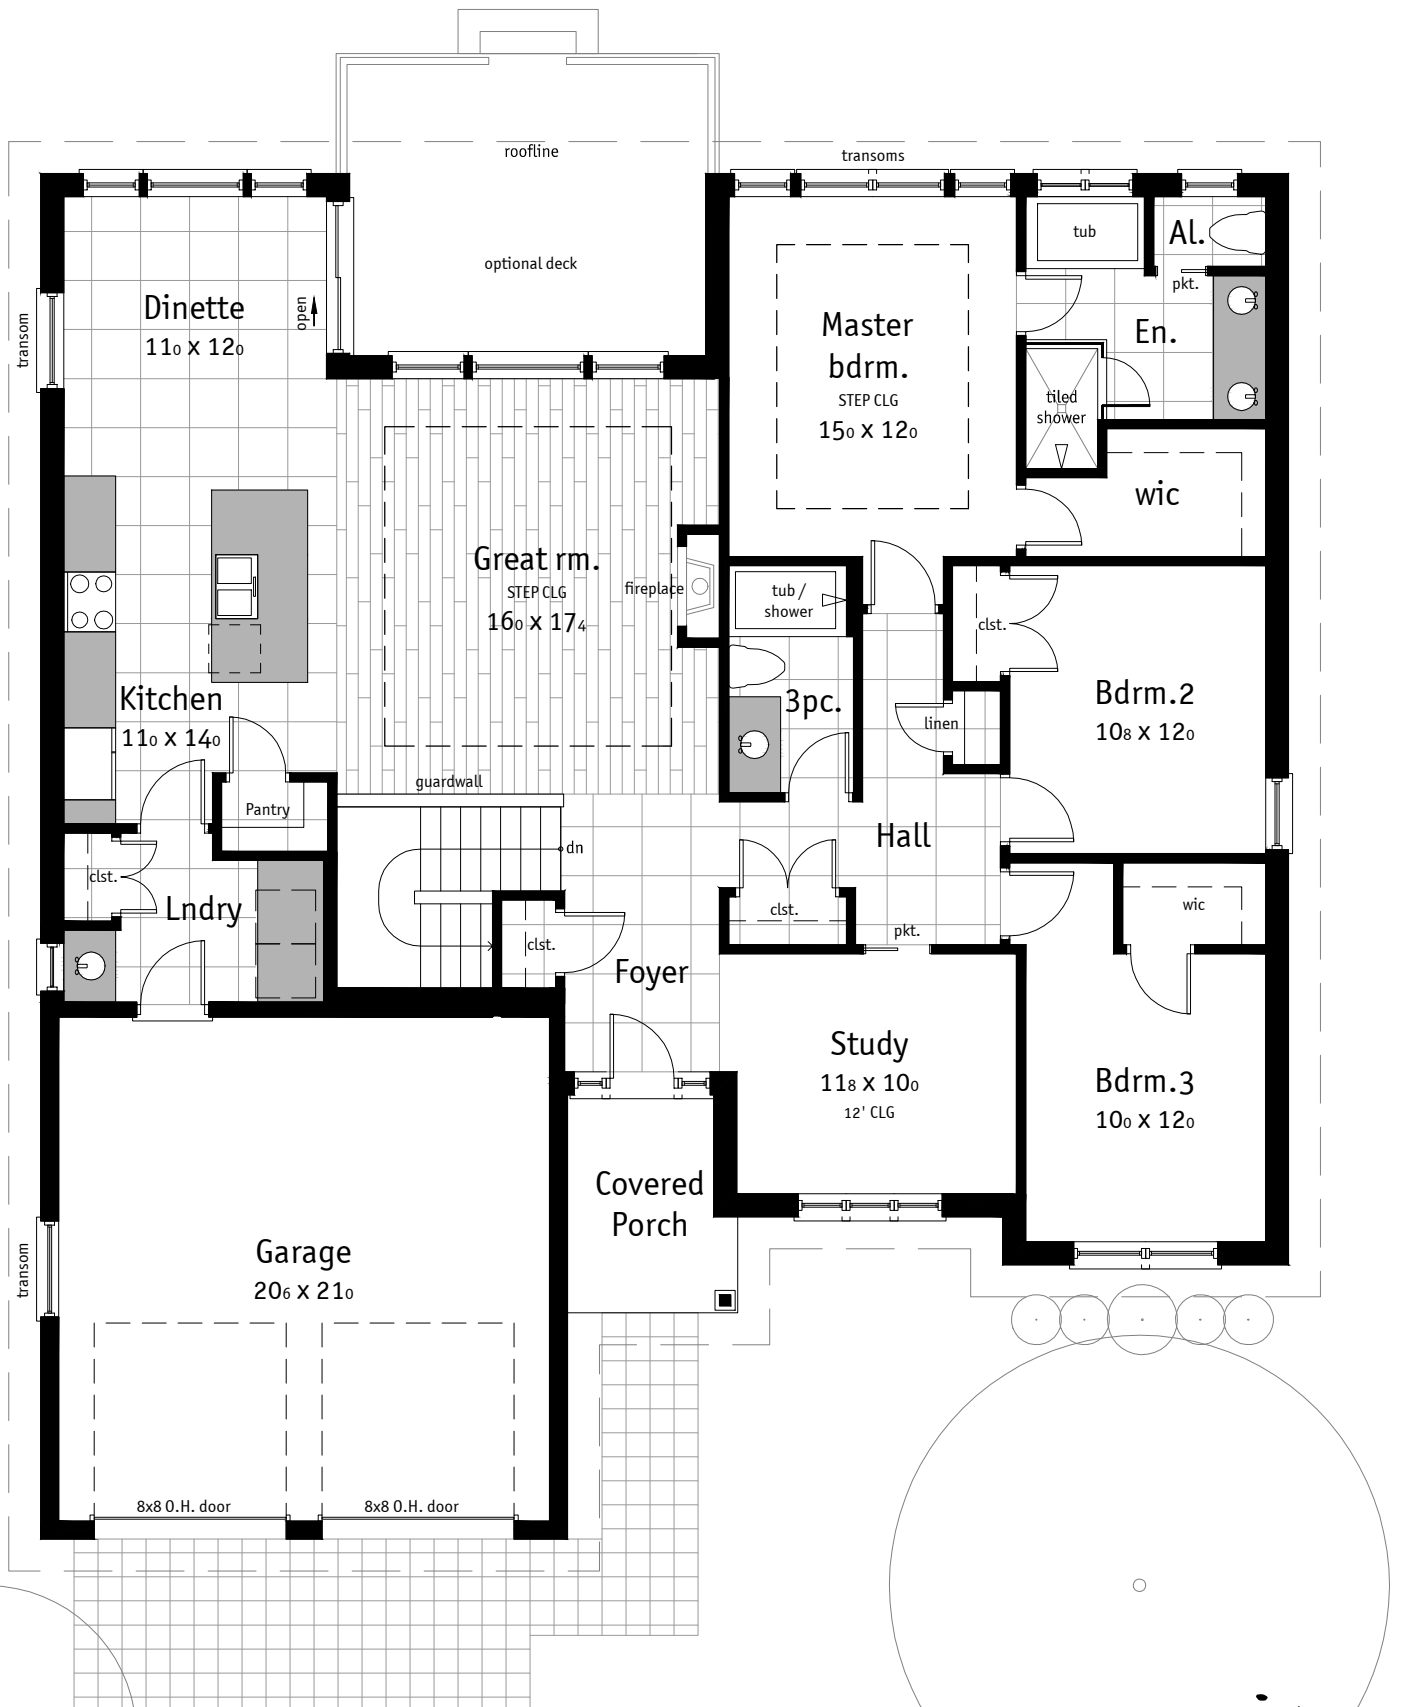 roofline
transoms
optional deck
tub
Al.
pkt.
Dinette
11₀ x 12₀
open
transom
Master
bdrm.
STEP CLG
15₀ x 12₀
En.
tiled
shower
wic
Great rm.
STEP CLG
16₀ x 17₄
fireplace
tub /
shower
clst.
Kitchen
11₀ x 14₀
3pc.
linen
Bdrm.2
10₈ x 12₀
guardwall
Pantry
dn
Hall
clst.
Lndry
clst.
clst.
pkt.
wic
Foyer
Study
11₈ x 10₀
12' CLG
Bdrm.3
10₀ x 12₀
Covered
Porch
Garage
20₆ x 21₀
transom
8x8 O.H. door
8x8 O.H. door